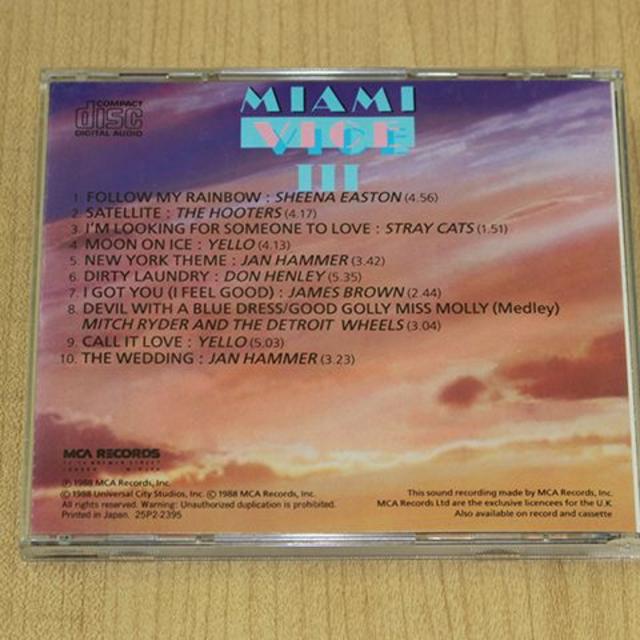 COMPACT
disc
DIGITAL AUDIO
MIAMI
VICE
III
1. FOLLOW MY RAINBOW : SHEENA EASTON (4.56)
2. SATELLITE : THE HOOTERS (4.17)
3. I'M LOOKING FOR SOMEONE TO LOVE : STRAY CATS (1.51)
4. MOON ON ICE : YELLO (4.13)
5. NEW YORK THEME : JAN HAMMER (3.42)
6. DIRTY LAUNDRY : DON HENLEY (5.35)
7. I GOT YOU (I FEEL GOOD) : JAMES BROWN (2.44)
8. DEVIL WITH A BLUE DRESS/GOOD GOLLY MISS MOLLY (Medley)
MITCH RYDER AND THE DETROIT WHEELS (3.04)
9. CALL IT LOVE : YELLO (5.03)
10. THE WEDDING : JAN HAMMER (3.23)
MCA RECORDS
℗ 1988 MCA Records, Inc.
© 1988 Universal City Studios, Inc. © 1988 MCA Records, Inc.
All rights reserved. Warning: Unauthorized duplication is prohibited.
Printed in Japan. 25P2-2395
This sound recording made by MCA Records, Inc.
MCA Records Ltd are the exclusive licencees for the U.K
Also available on record and cassette